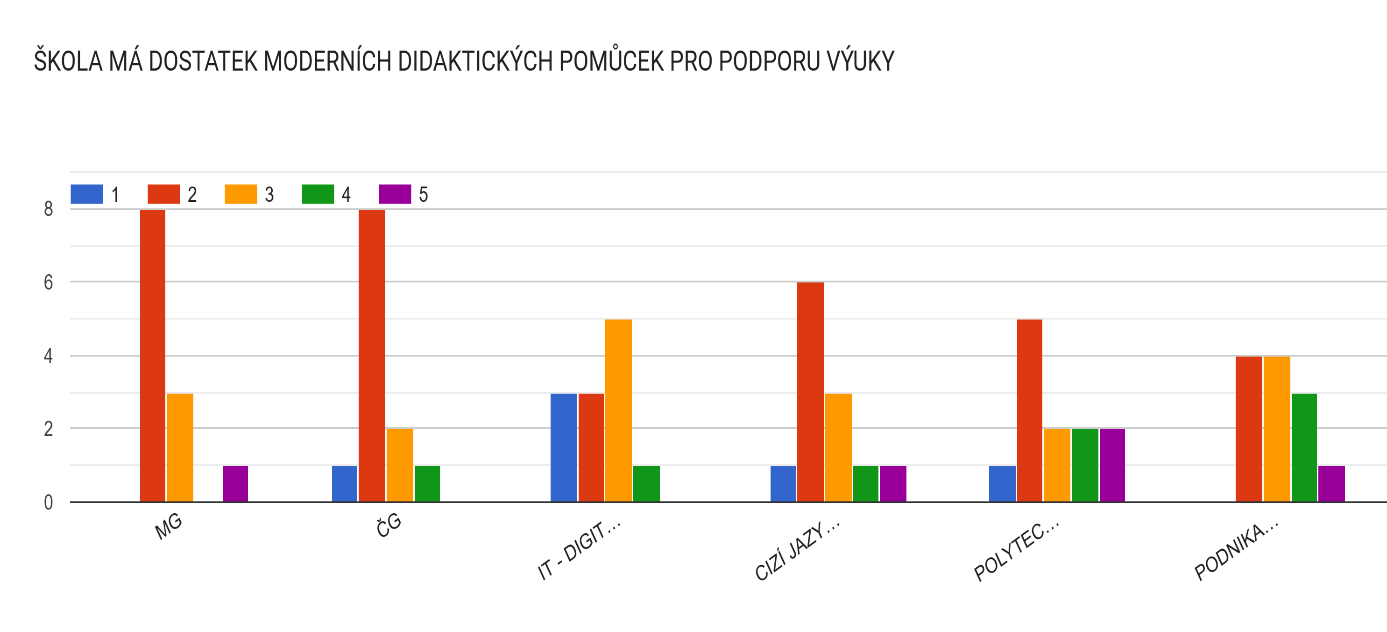 ŠKOLA MÁ DOSTATEK MODERNÍCH DIDAKTICKÝCH POMŮCEK PRO PODPORU VÝUKY
1 2 3 4 5
8
6
4
2
0
MG
ČG
IT - DIGIT…
CIZÍ JAZY…
POLYTEC…
PODNIKA…